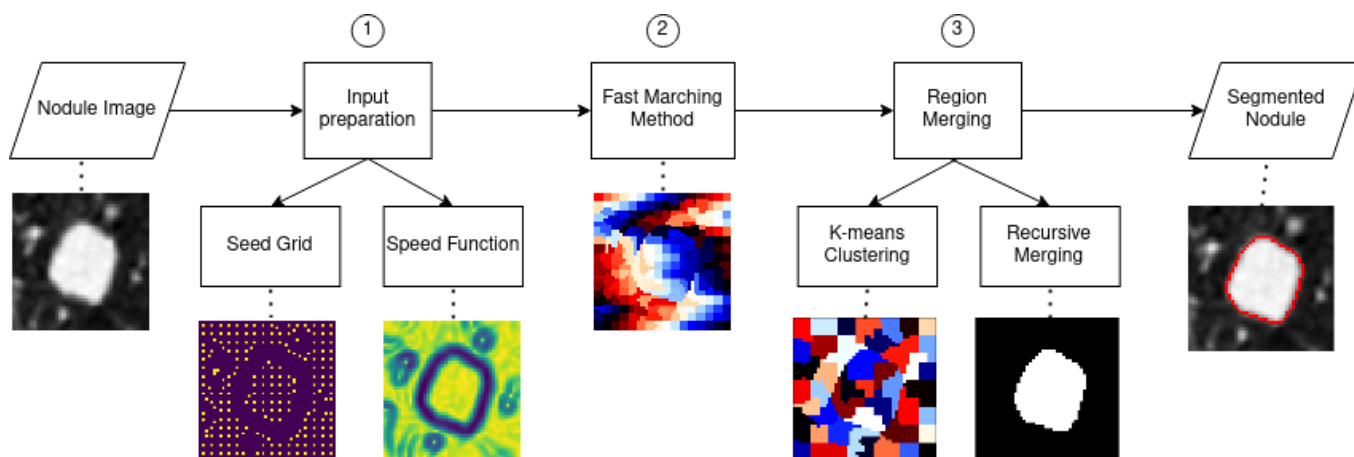 1
2
3
Nodule Image
Input
preparation
Fast Marching
Method
Region
Merging
Segmented
Nodule
Seed Grid
Speed Function
K-means
Clustering
Recursive
Merging